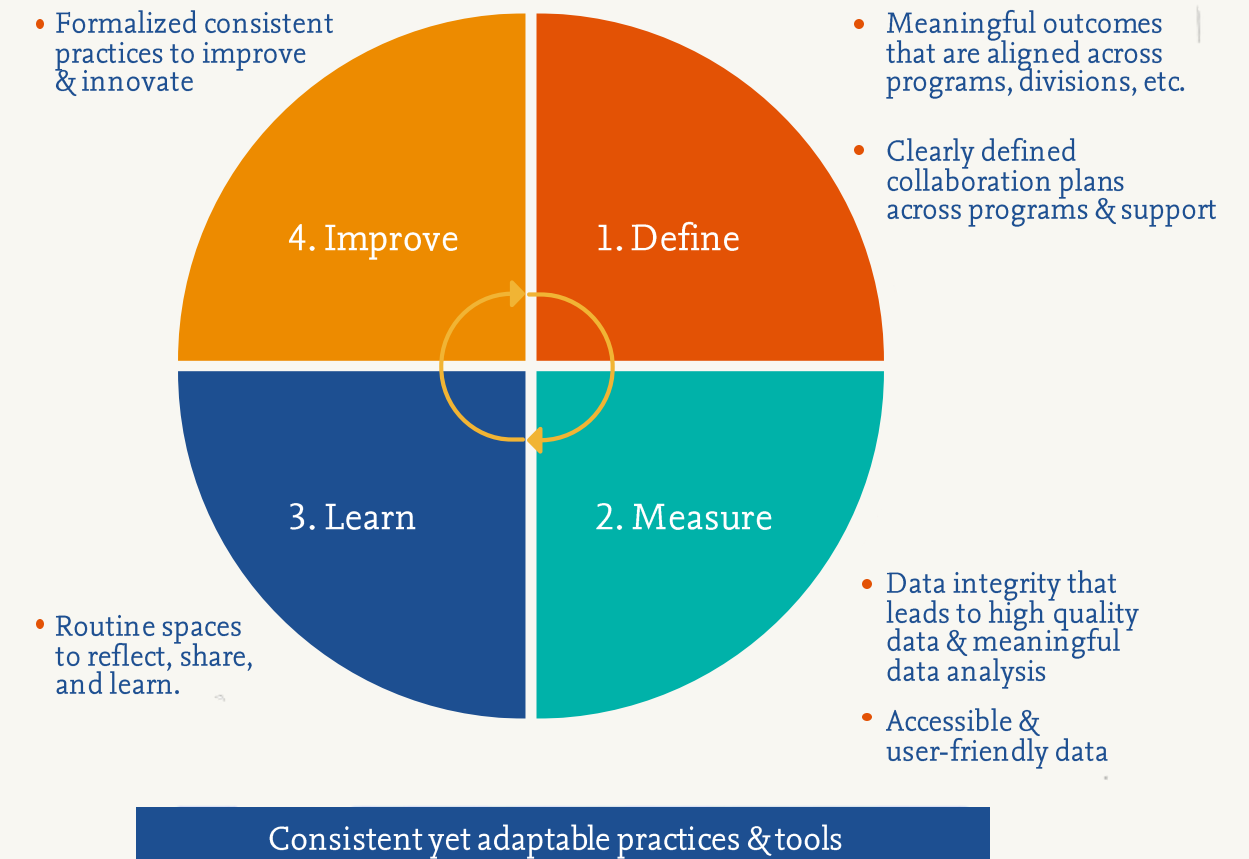 Formalized consistent
practices to improve
& innovate
Meaningful outcomes
that are aligned across
programs, divisions, etc.
Clearly defined
collaboration plans
across programs & support
4. Improve
1. Define
3. Learn
2. Measure
Routine spaces
to reflect, share,
and learn.
Data integrity that
leads to high quality
data & meaningful
data analysis
Accessible &
user-friendly data
Consistent yet adaptable practices & tools